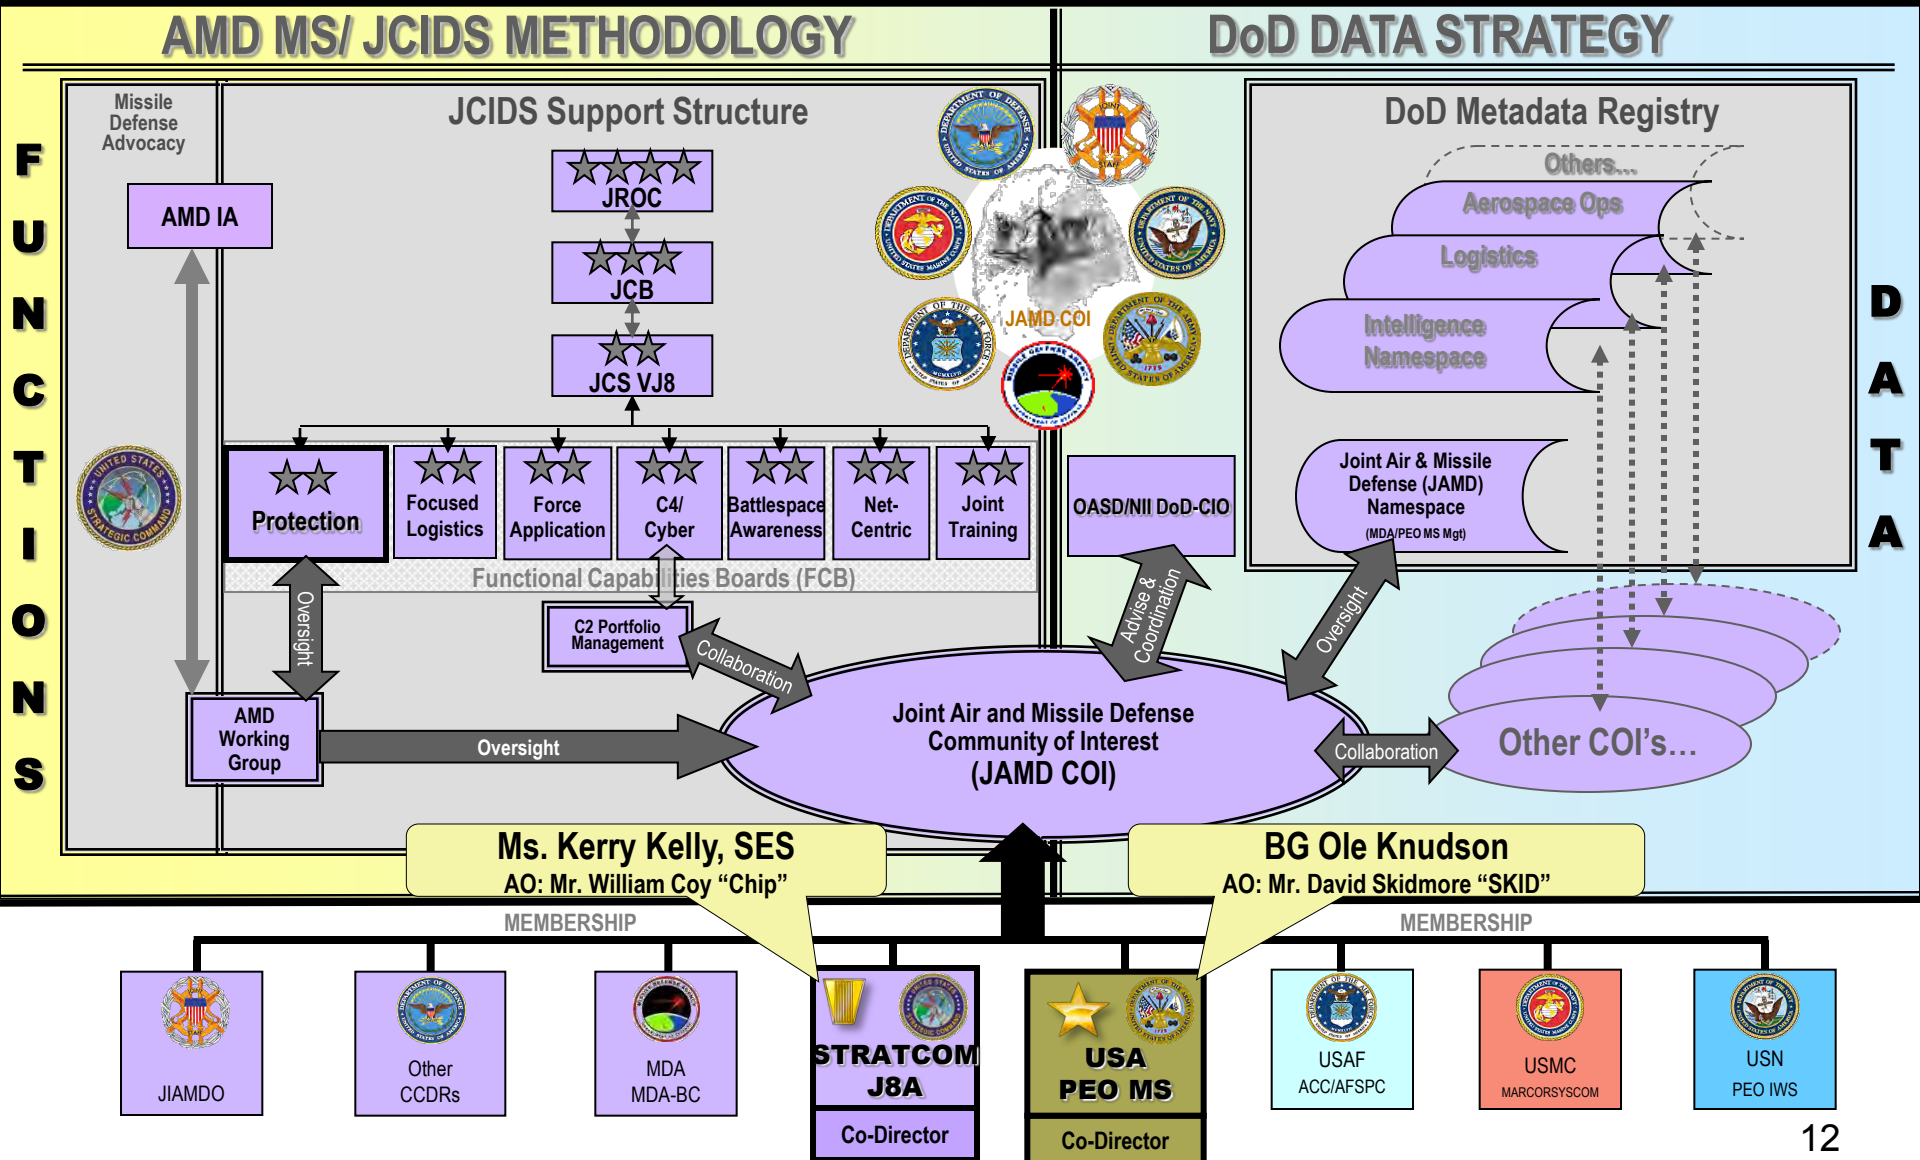 AMD MS/ JCIDS METHODOLOGY
DoD DATA STRATEGY
FUNCTIONS
DATA
Missile
Defense
Advocacy
AMD IA
JCIDS Support Structure
JROC
JCB
JCS VJ8
Protection
Focused
Logistics
Force
Application
C4/
Cyber
Battlespace
Awareness
Net-
Centric
Joint
Training
Functional Capabilities Boards (FCB)
C2 Portfolio
Management
Oversight
Collaboration
AMD
Working
Group
Oversight
UNITED STATES
STRATEGIC COMMAND
JAMD COI
OASD/NII DoD-CIO
Advise &
Coordination
Oversight
DoD Metadata Registry
Others...
Aerospace Ops
Logistics
Intelligence
Namespace
Joint Air & Missile
Defense (JAMD)
Namespace
(MDA/PEO MS Mgt)
Joint Air and Missile Defense
Community of Interest
(JAMD COI)
Collaboration
Other COI's...
Ms. Kerry Kelly, SES
AO: Mr. William Coy “Chip”
BG Ole Knudson
AO: Mr. David Skidmore “SKID”
MEMBERSHIP
MEMBERSHIP
JIAMDO
Other
CCDRs
MDA
MDA-BC
STRATCOM
J8A
Co-Director
USA
PEO MS
Co-Director
USAF
ACC/AFSPC
USMC
MARCORSYSCOM
USN
PEO IWS
12